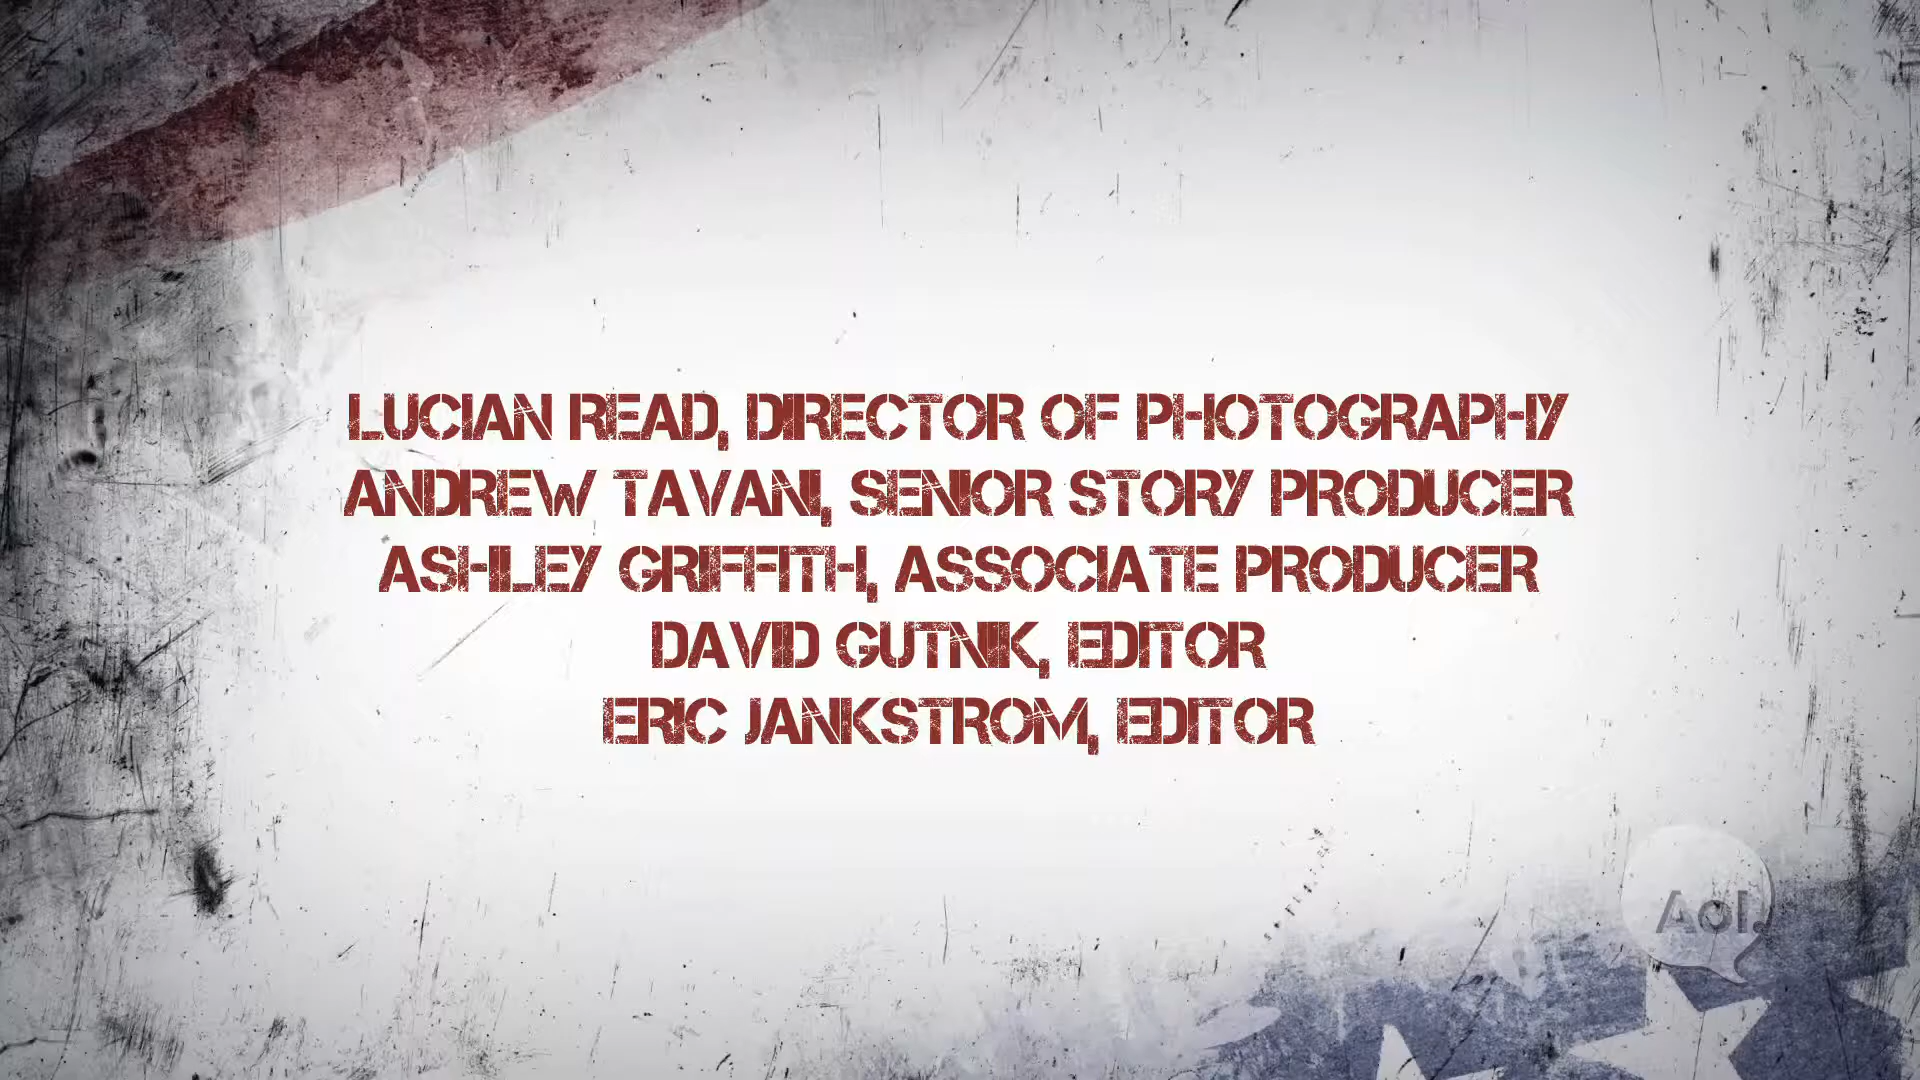 LUCIAN READ, DIRECTOR OF PHOTOGRAPHY
ANDREW TAVANI, SENIOR STORY PRODUCER
ASHLEY GRIFFITH, ASSOCIATE PRODUCER
DAVID GUTNIK, EDITOR
ERIC JANKSTROM, EDITOR
Aol.